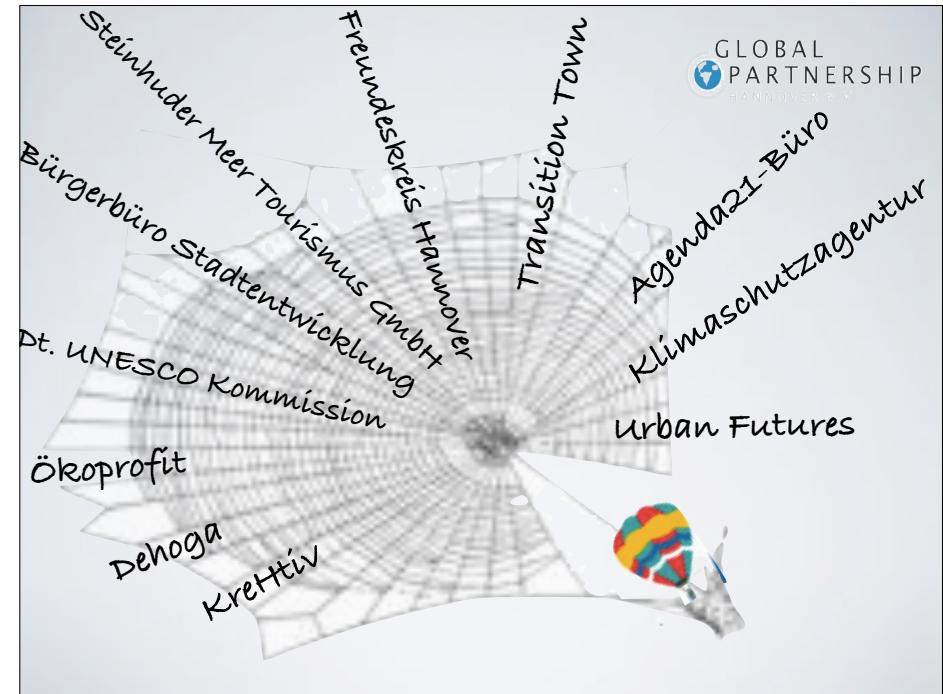 Steinhuder Meer Tourismus GmbH
Freundeskreis Hannover
Transition Town
GLOBAL
PARTNERSHIP
HANNOVER e.V.
Bürgerbüro Stadtentwicklung
Agenda21-Büro
Klimaschutzagentur
Dt. UNESCO Kommission
Urban Futures
Ökoprofit
Dehoga
KreHtiv